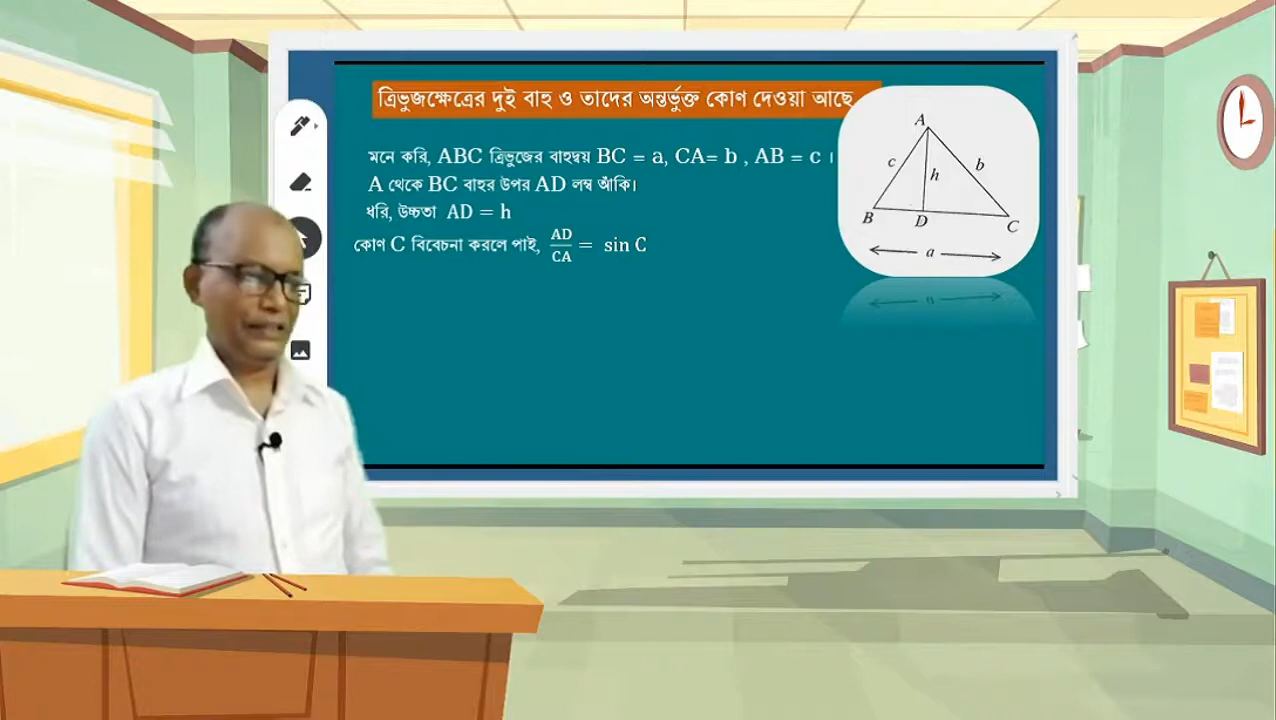 ত্রিভুজক্ষেত্রের দুই বাহু ও তাদের অন্তর্ভুক্ত কোণ দেওয়া আছে
মনে করি, ABC ত্রিভুজের বাহুদ্বয় BC = a, CA= b , AB = c ।
A থেকে BC বাহুর উপর AD লম্ব আঁকি।
ধরি, উচ্চতা AD = h
কোণ C বিবেচনা করলে পাই, AD/CA = sin C
A
c
b
h
B
D
C
a